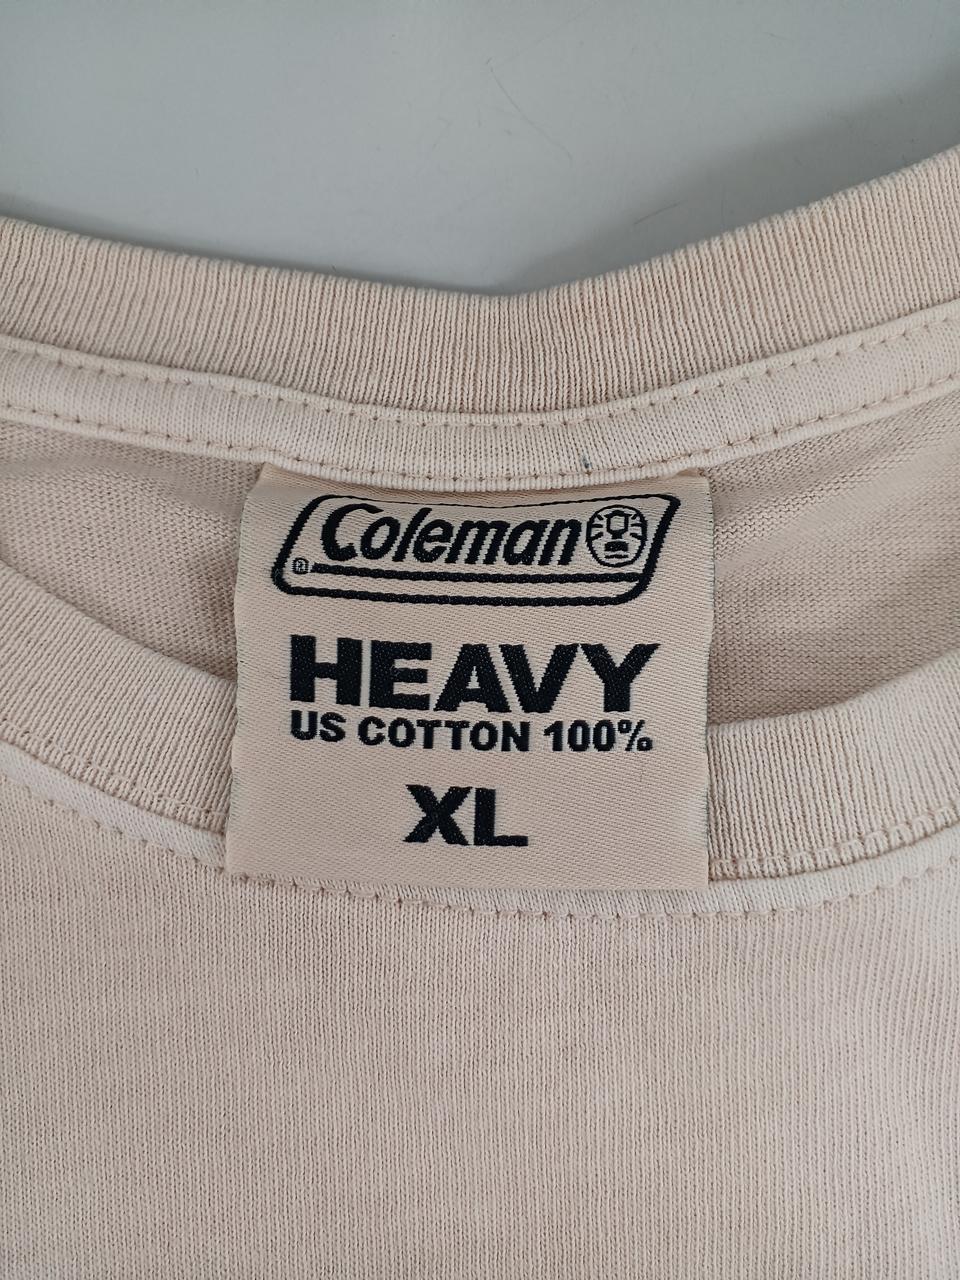 Coleman
®
HEAVY
US COTTON 100%
XL